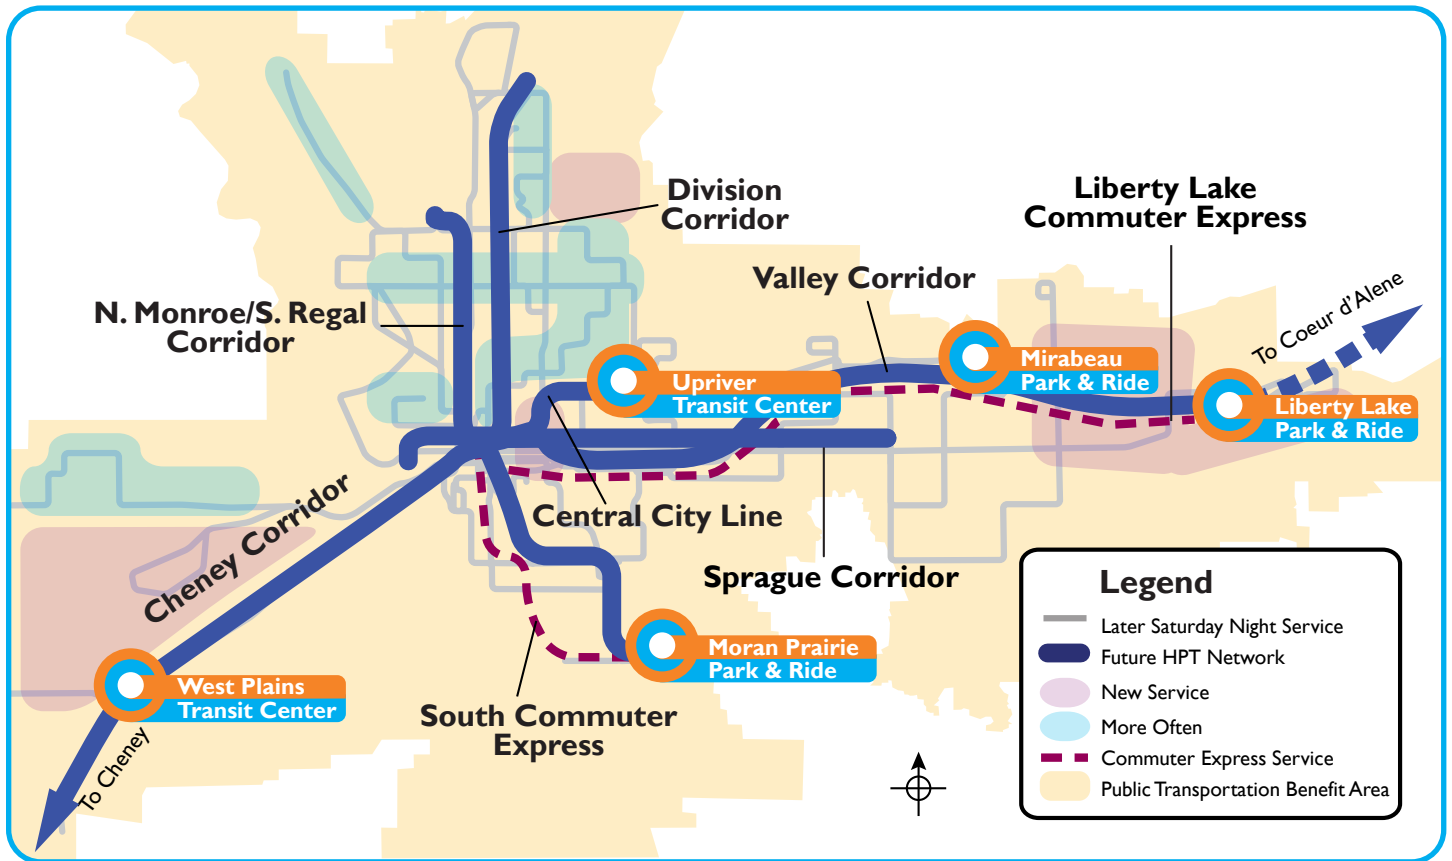 Division
Corridor
Liberty Lake
Commuter Express
Valley Corridor
To Coeur d'Alene
N. Monroe/S. Regal
Corridor
Mirabeau
Park & Ride
Upriver
Transit Center
Liberty Lake
Park & Ride
Cheney Corridor
Central City Line
Sprague Corridor
Moran Prairie
Park & Ride
West Plains
Transit Center
South Commuter
Express
To Cheney
Legend
Later Saturday Night Service
Future HPT Network
New Service
More Often
Commuter Express Service
Public Transportation Benefit Area